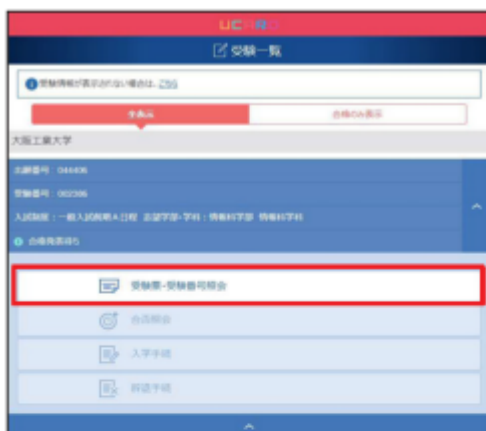 UCARO
受験一覧
受験情報が表示されない場合は、こちら
全表示
合格のみ表示
大阪工業大学
出願番号：044406
受験番号：002386
入試制度：一般入試前期A日程 志望学部・学科：情報科学部 情報科学科
合格発表待ち
受験票・受験番号照会
合否照会
入学手続
辞退手続